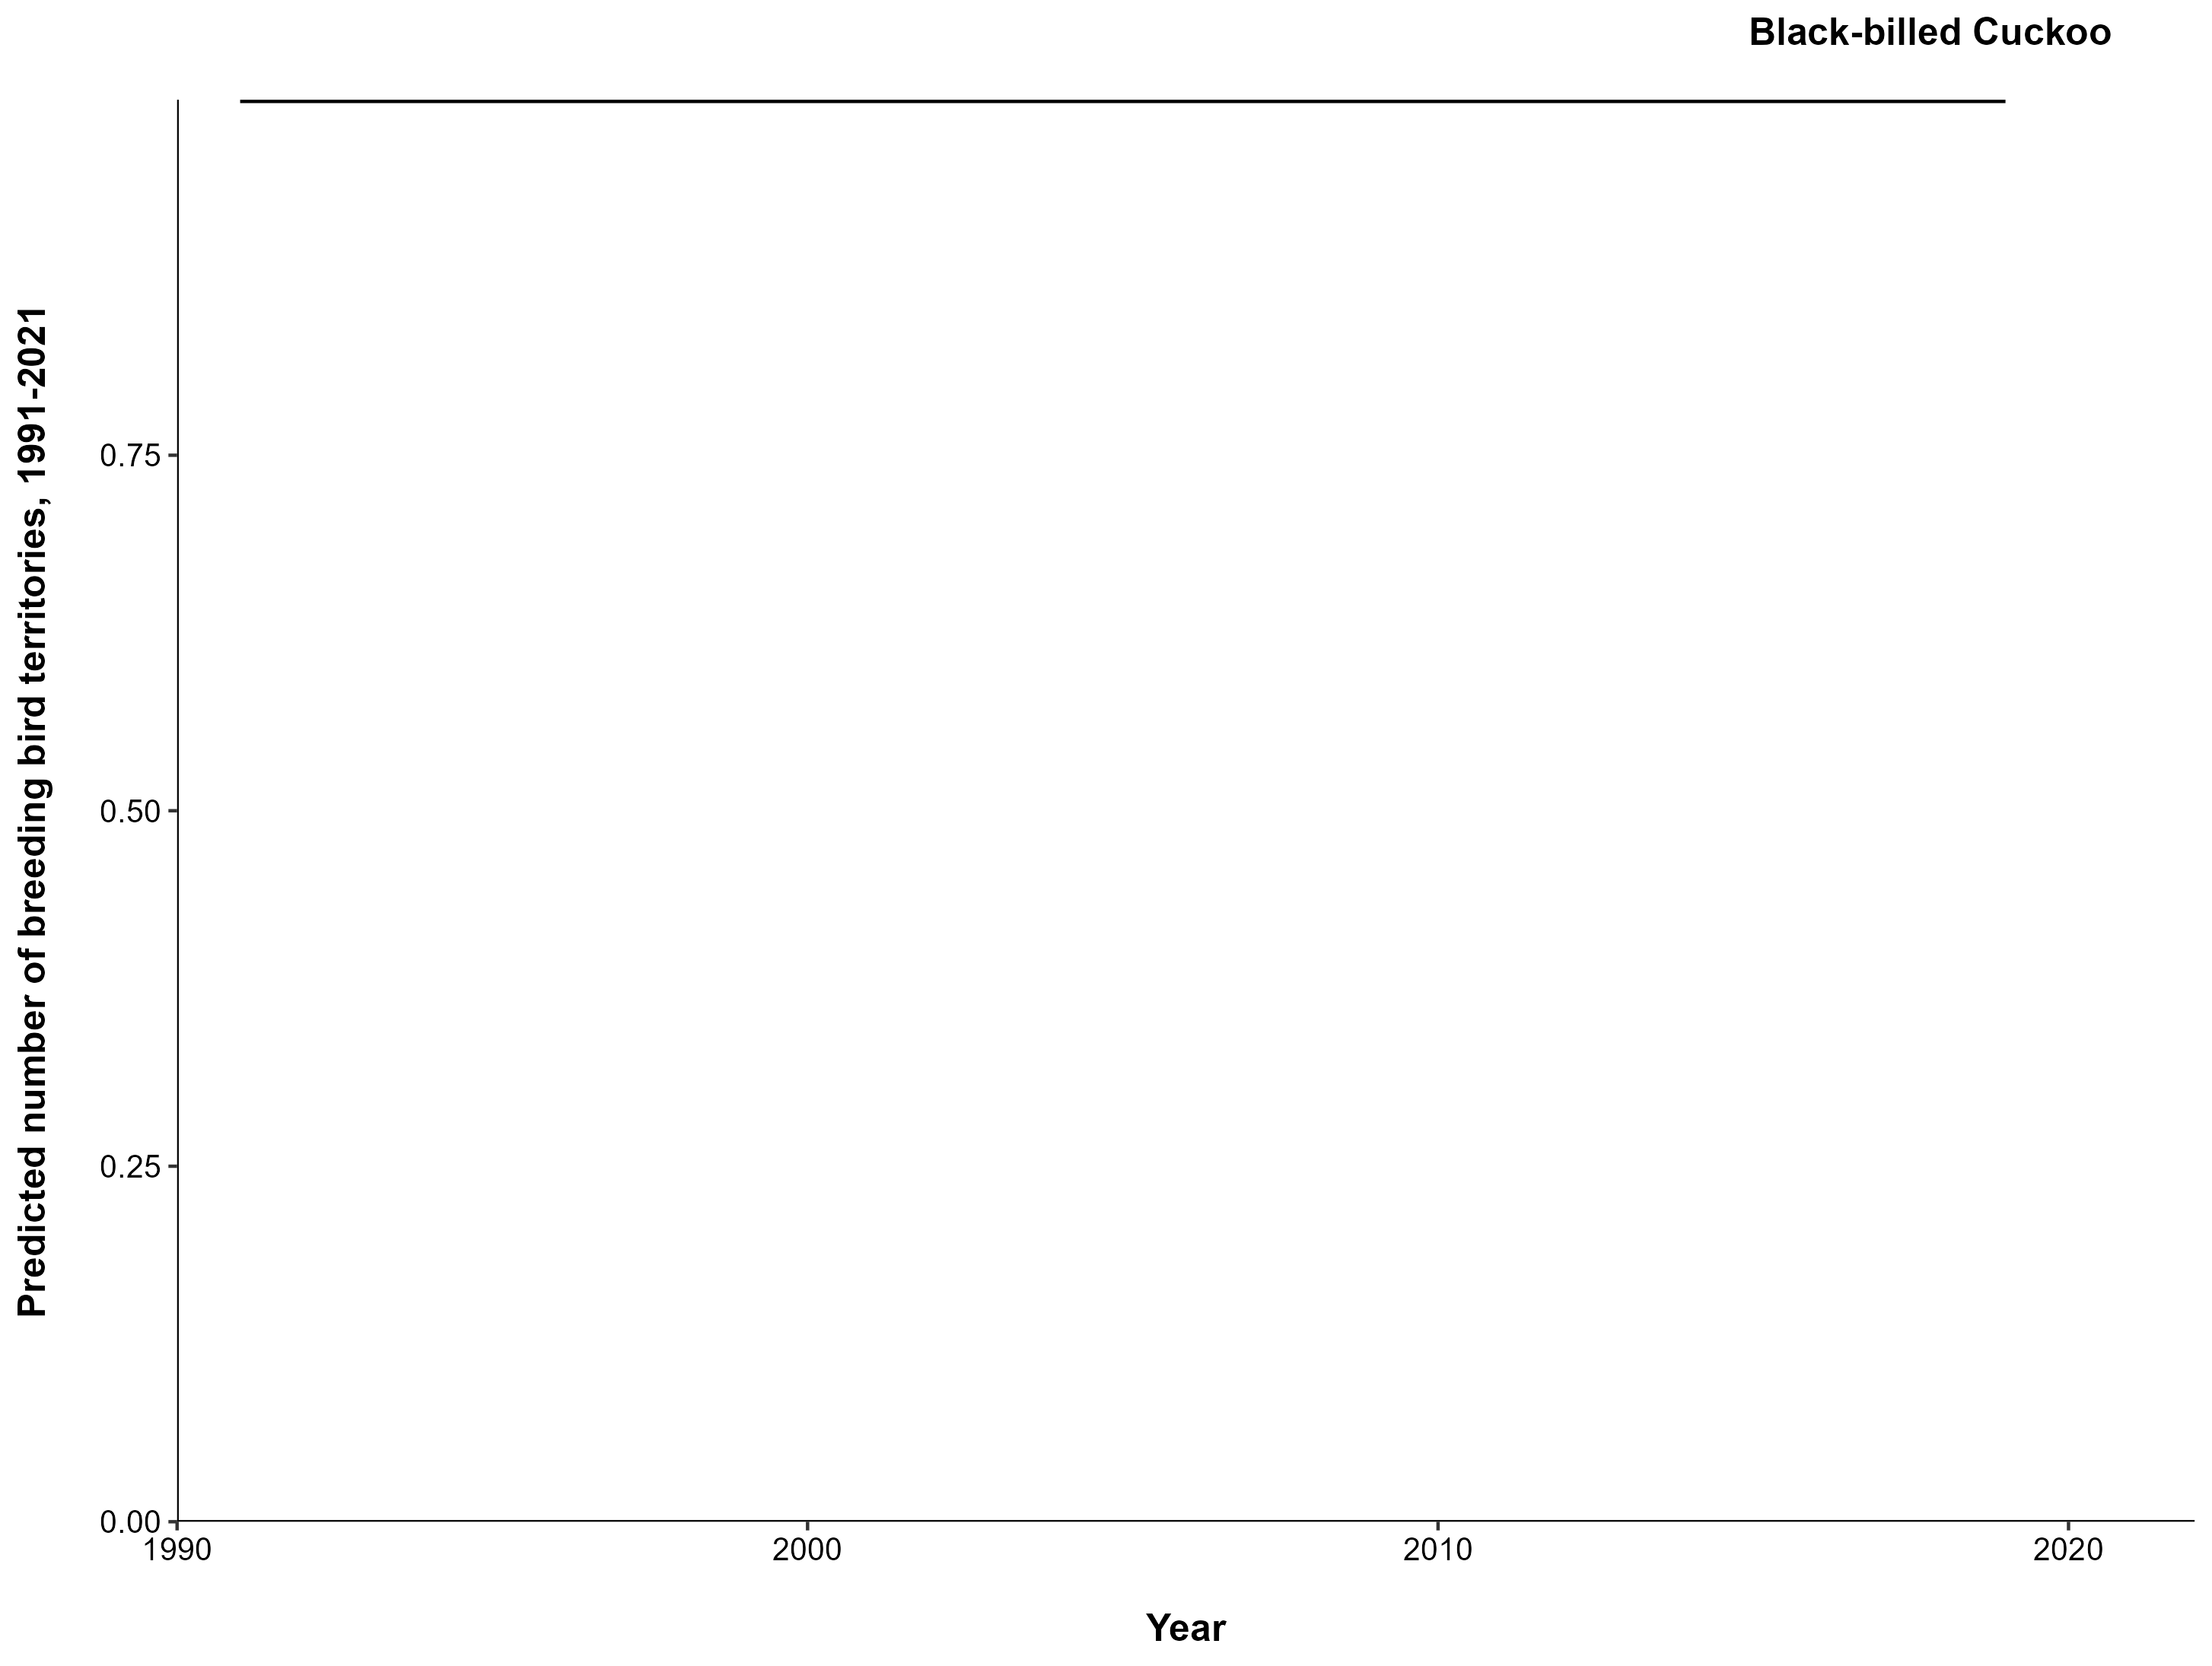 Black-billed Cuckoo
Predicted number of breeding bird territories, 1991-2021
0.75
0.50
0.25
0.00
1990
2000
2010
2020
Year